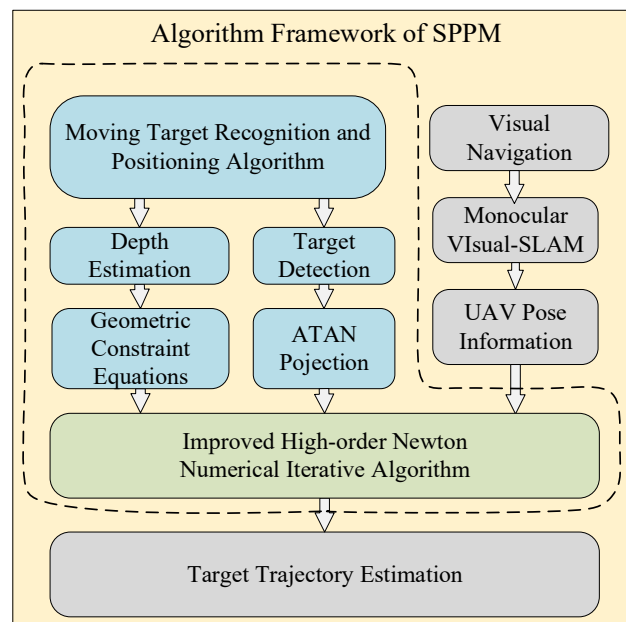 Algorithm Framework of SPPM
Moving Target Recognition and
Positioning Algorithm
Visual
Navigation
Depth
Estimation
Target
Detection
Monocular
VIsual-SLAM
Geometric
Constraint
Equations
ATAN
Pojection
UAV Pose
Information
Improved High-order Newton
Numerical Iterative Algorithm
Target Trajectory Estimation